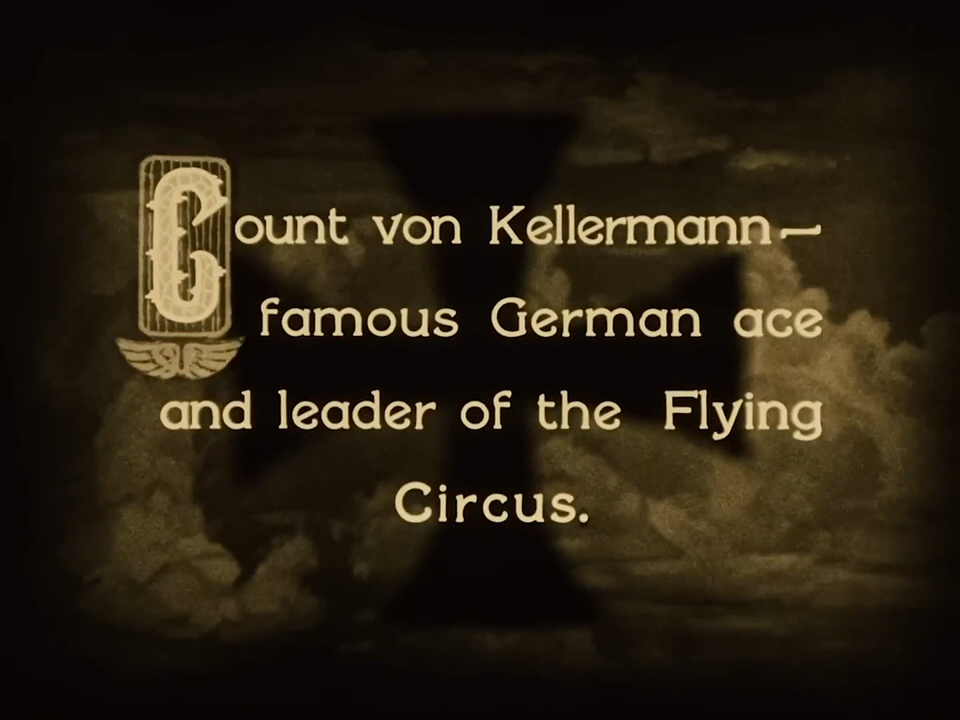 Count von Kellermann—
famous German ace
and leader of the Flying
Circus.